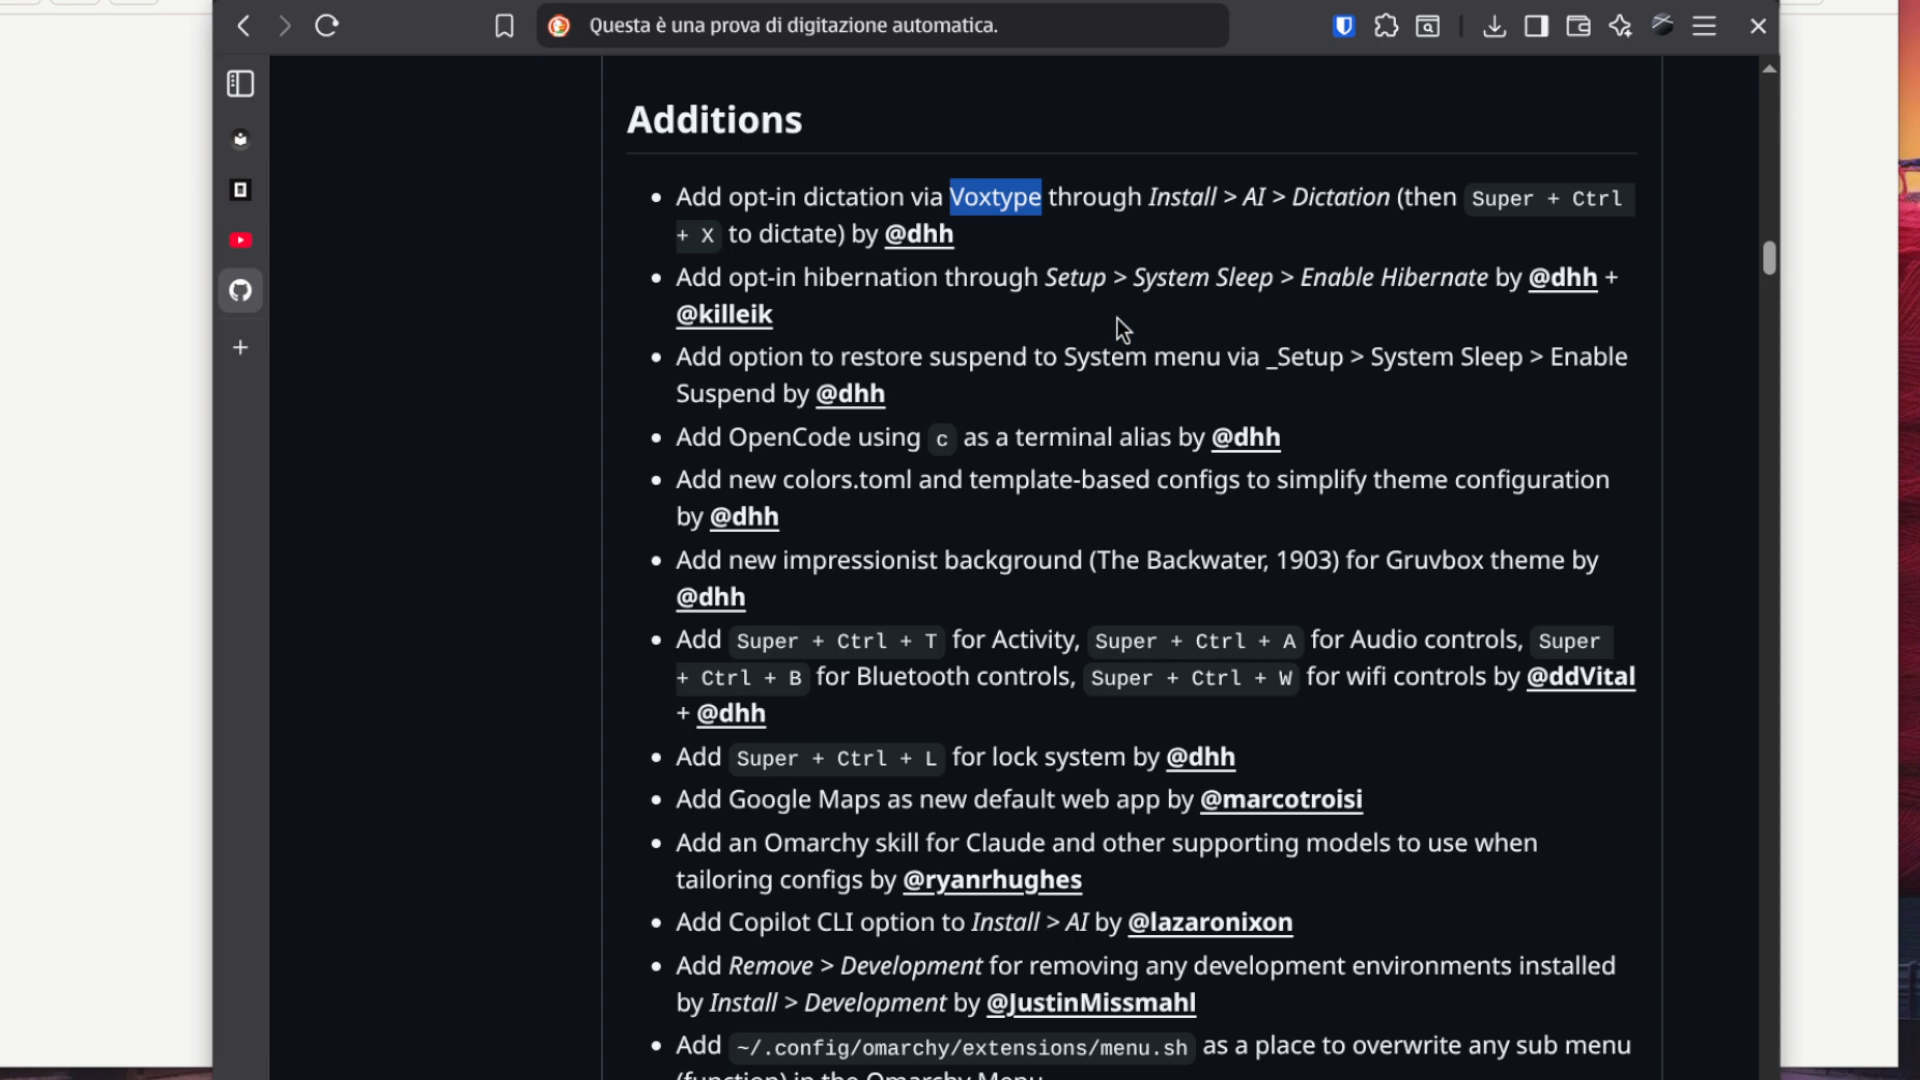 Questa è una prova di digitazione automatica.
Additions
Add opt-in dictation via Voxtype through Install > AI > Dictation (then Super + Ctrl
+ X to dictate) by @dhh
Add opt-in hibernation through Setup > System Sleep > Enable Hibernate by @dhh +
@killeik
Add option to restore suspend to System menu via _Setup > System Sleep > Enable
Suspend by @dhh
Add OpenCode using c as a terminal alias by @dhh
Add new colors.toml and template-based configs to simplify theme configuration
by @dhh
Add new impressionist background (The Backwater, 1903) for Gruvbox theme by
@dhh
Add Super + Ctrl + T for Activity, Super + Ctrl + A for Audio controls, Super
+ Ctrl + B for Bluetooth controls, Super + Ctrl + W for wifi controls by @ddVital
+ @dhh
Add Super + Ctrl + L for lock system by @dhh
Add Google Maps as new default web app by @marcotroisi
Add an Omarchy skill for Claude and other supporting models to use when
tailoring configs by @ryanrhughes
Add Copilot CLI option to Install > AI by @lazaronixon
Add Remove > Development for removing any development environments installed
by Install > Development by @JustinMissmahl
Add ~/.config/omarchy/extensions/menu.sh as a place to overwrite any sub menu
(function) in the Omarchy Menu